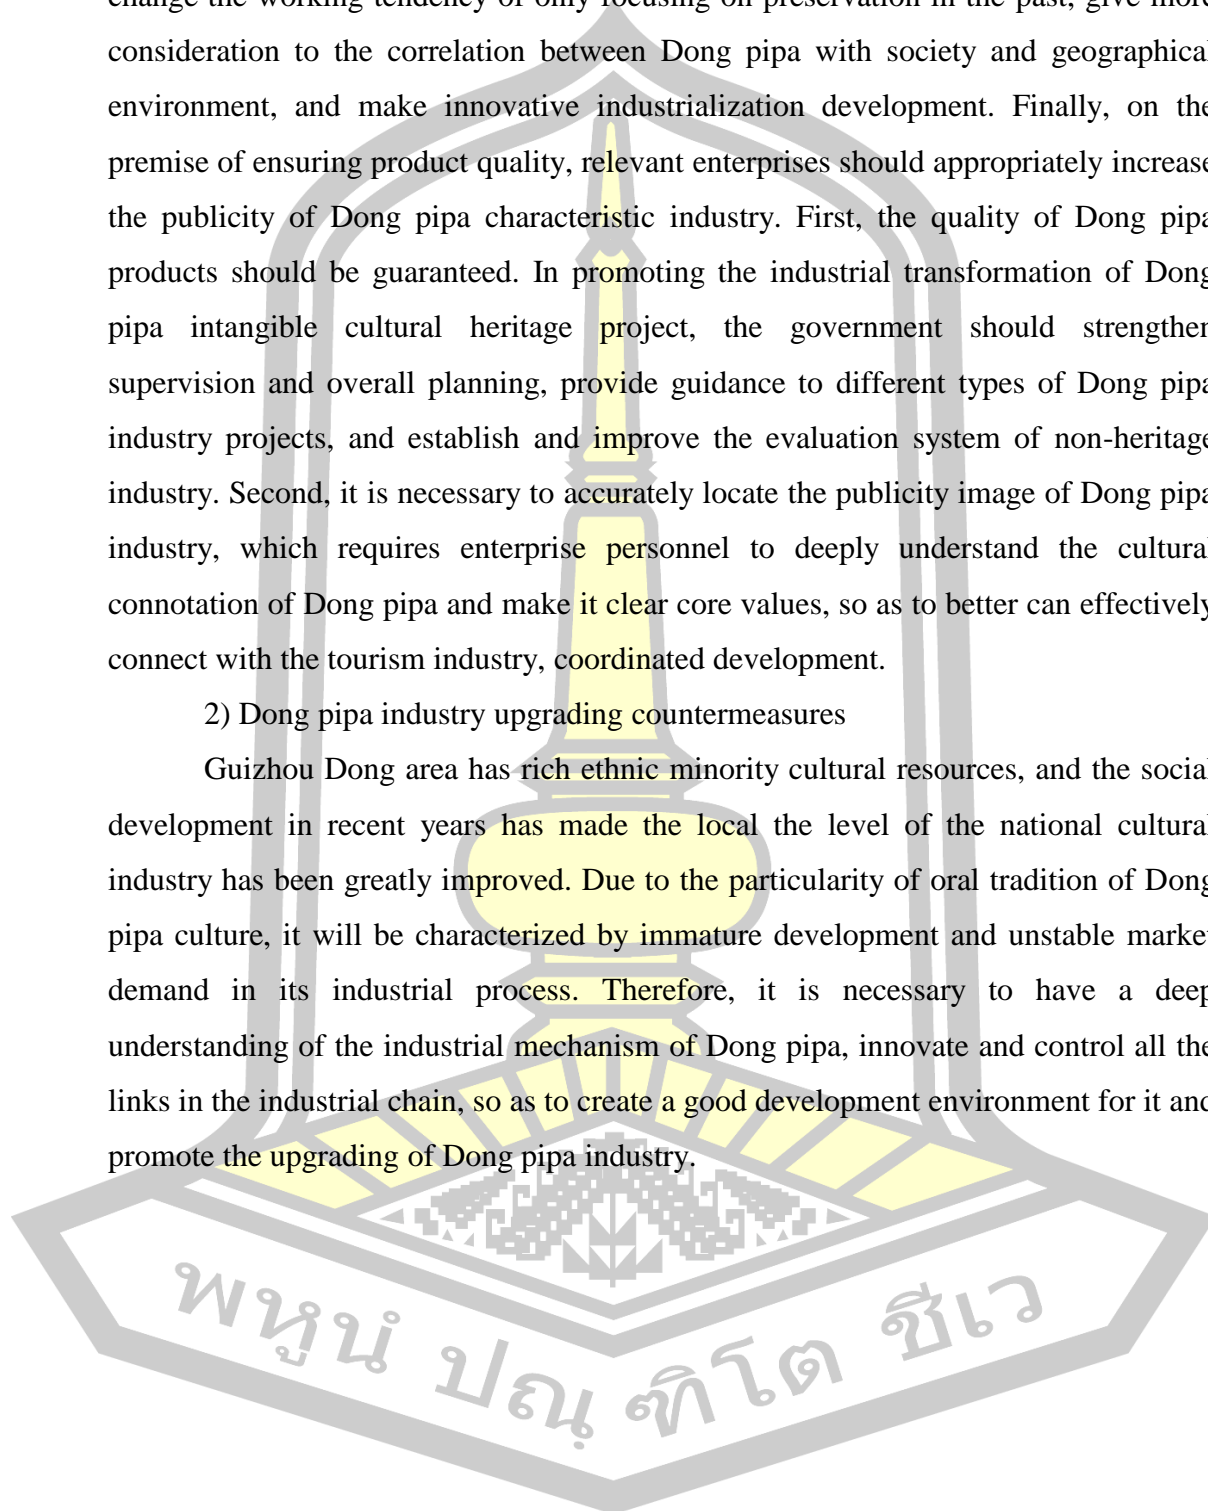 change the working tendency of only focusing on preservation in the past, give more
consideration to the correlation between Dong pipa with society and geographical
environment, and make innovative industrialization development. Finally, on the
premise of ensuring product quality, relevant enterprises should appropriately increase
the publicity of Dong pipa characteristic industry. First, the quality of Dong pipa
products should be guaranteed. In promoting the industrial transformation of Dong
pipa intangible cultural heritage project, the government should strengthen
supervision and overall planning, provide guidance to different types of Dong pipa
industry projects, and establish and improve the evaluation system of non-heritage
industry. Second, it is necessary to accurately locate the publicity image of Dong pipa
industry, which requires enterprise personnel to deeply understand the cultural
connotation of Dong pipa and make it clear core values, so as to better can effectively
connect with the tourism industry, coordinated development.
2) Dong pipa industry upgrading countermeasures
Guizhou Dong area has rich ethnic minority cultural resources, and the social
development in recent years has made the local the level of the national cultural
industry has been greatly improved. Due to the particularity of oral tradition of Dong
pipa culture, it will be characterized by immature development and unstable market
demand in its industrial process. Therefore, it is necessary to have a deep
understanding of the industrial mechanism of Dong pipa, innovate and control all the
links in the industrial chain, so as to create a good development environment for it and
promote the upgrading of Dong pipa industry.
พหูนํ ปณฺฑิโต ชีเว